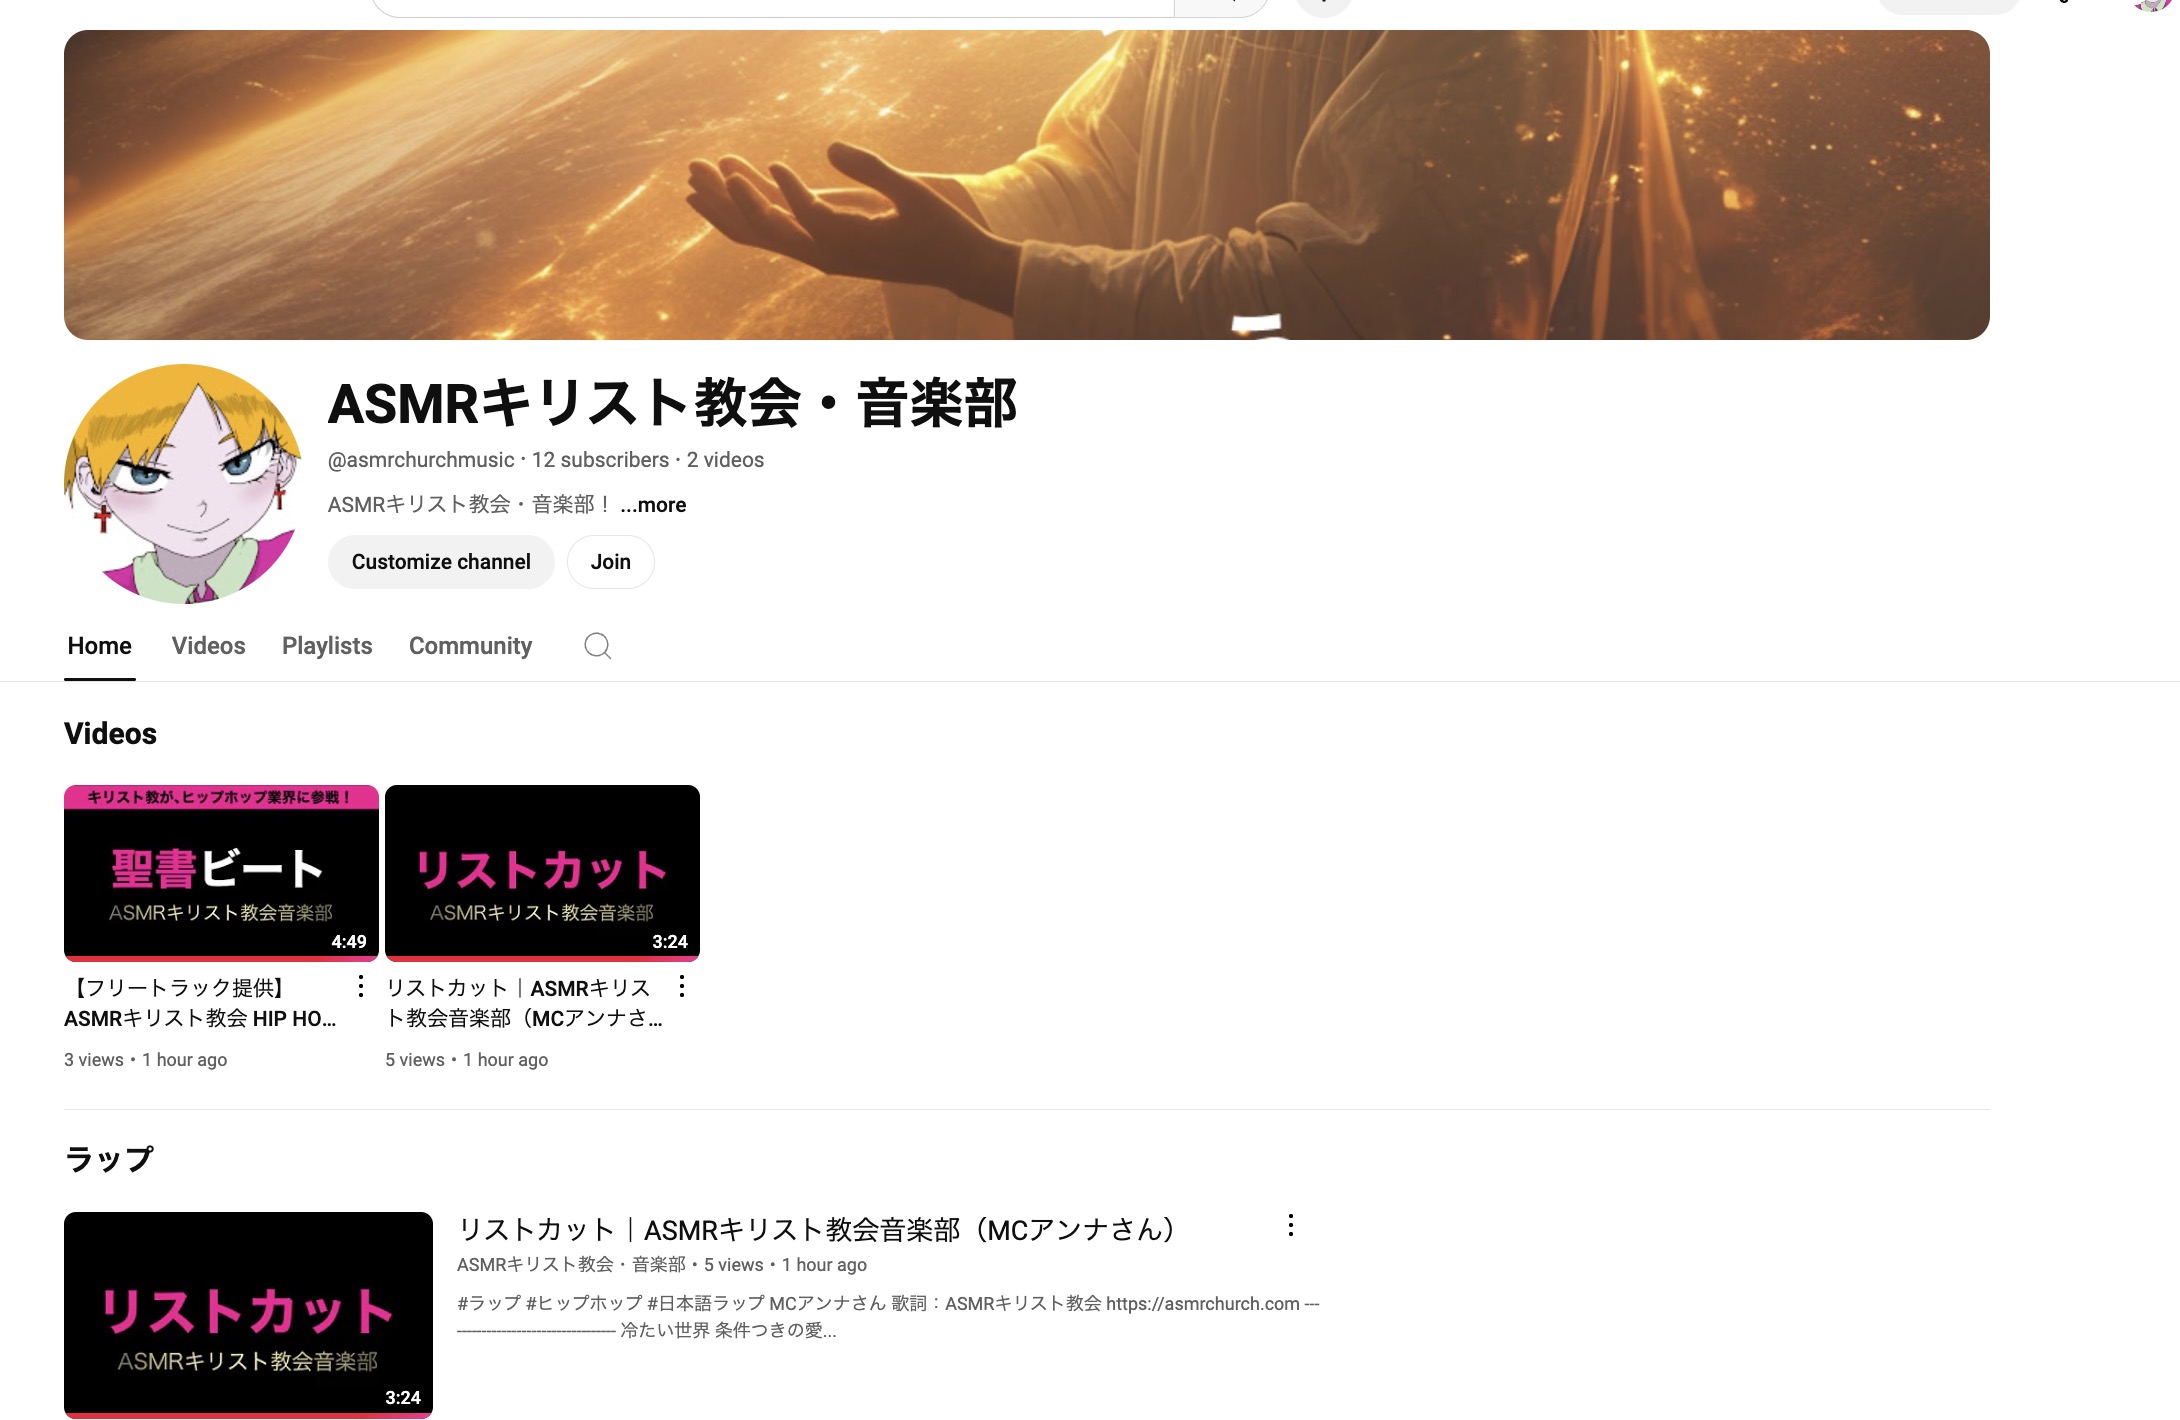 ASMRキリスト教会・音楽部
@asmrchurchmusic · 12 subscribers · 2 videos
ASMRキリスト教会・音楽部！ ...more
Customize channel
Join
Home Videos Playlists Community
Videos
キリスト教が、ヒップホップ業界に参戦！
聖書ビート
ASMRキリスト教会音楽部
4:49
【フリートラック提供】
ASMRキリスト教会 HIP HO...
3 views • 1 hour ago
リストカット
ASMRキリスト教会音楽部
3:24
リストカット｜ASMRキリス
ト教会音楽部（MCアンナさ...
5 views • 1 hour ago
ラップ
リストカット
ASMRキリスト教会音楽部
3:24
リストカット｜ASMRキリスト教会音楽部（MCアンナさん）
ASMRキリスト教会・音楽部 • 5 views • 1 hour ago
#ラップ #ヒップホップ #日本語ラップ MCアンナさん 歌詞：ASMRキリスト教会 https://asmrchurch.com ---
-------------------------------- 冷たい世界 条件つきの愛...